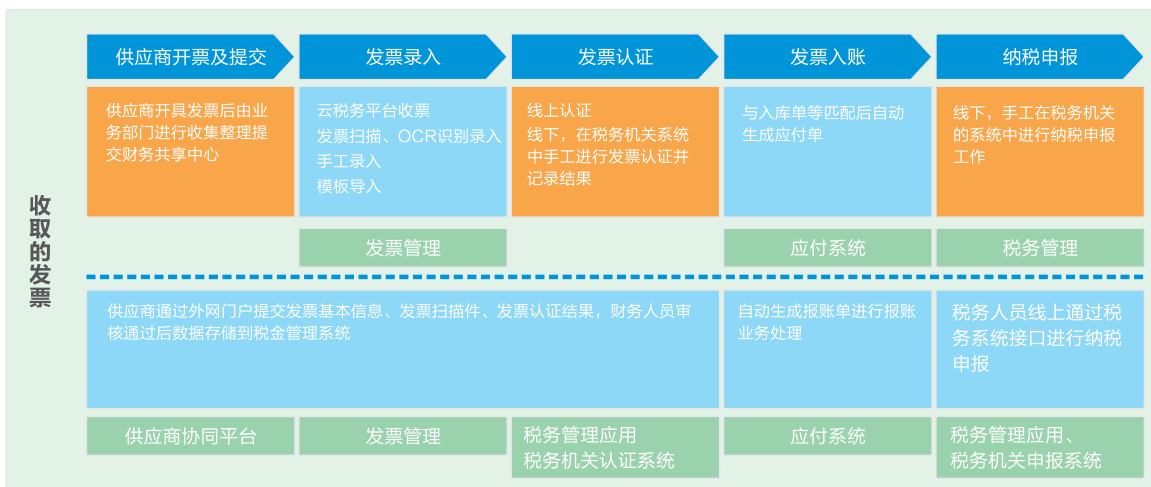 收取的发票
供应商开票及提交
发票录入
发票认证
发票入账
纳税申报
供应商开具发票后由业
务部门进行收集整理提
交财务共享中心
云税务平台收票
发票扫描、OCR识别录入
手工录入
模板导入
线上认证
线下，在税务机关系统
中手工进行发票认证并
记录结果
与入库单等匹配后自动
生成应付单
线下，手工在税务机关
的系统中进行纳税申报
工作
发票管理
应付系统
税务管理
供应商通过外网门户提交发票基本信息、发票扫描件、发票认证结果，财务人员审
核通过后数据存储到税金管理系统
自动生成报账单进行报账
业务处理
税务人员线上通过税
务系统接口进行纳税
申报
供应商协同平台
发票管理
税务管理应用
税务机关认证系统
应付系统
税务管理应用、
税务机关申报系统